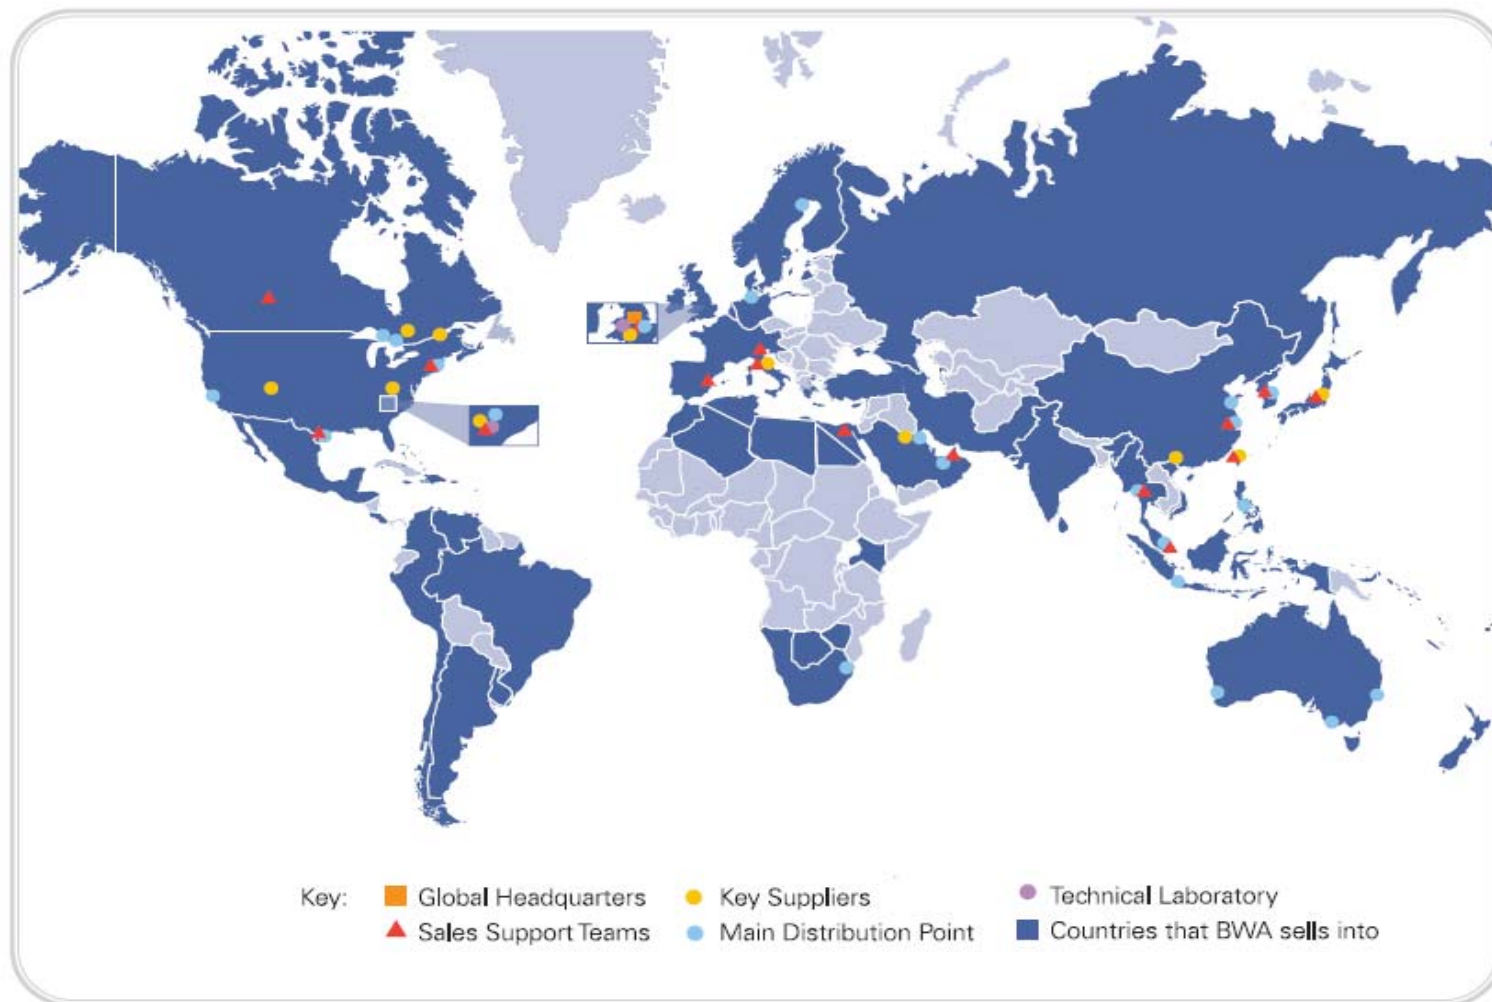 Key: Global Headquarters Key Suppliers Technical Laboratory
Sales Support Teams Main Distribution Point Countries that BWA sells into